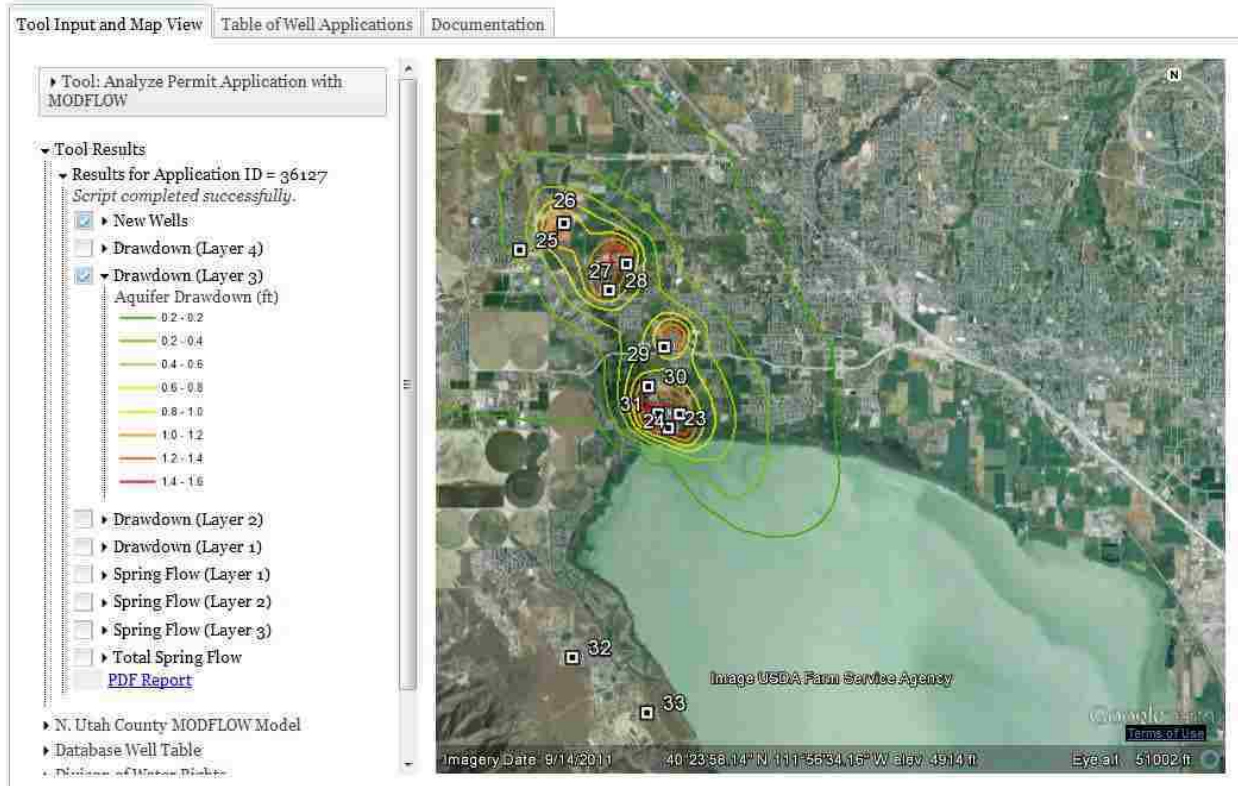 Tool Input and Map View
Table of Well Applications
Documentation
Tool: Analyze Permit Application with
MODFLOW
Tool Results
Results for Application ID = 36127
Script completed successfully.
New Wells
Drawdown (Layer 4)
Drawdown (Layer 3)
Aquifer Drawdown (ft)
0.2 - 0.2
0.2 - 0.4
0.4 - 0.6
0.6 - 0.8
0.8 - 1.0
1.0 - 1.2
1.2 - 1.4
1.4 - 1.6
Drawdown (Layer 2)
Drawdown (Layer 1)
Spring Flow (Layer 1)
Spring Flow (Layer 2)
Spring Flow (Layer 3)
Total Spring Flow
PDF Report
N. Utah County MODFLOW Model
Database Well Table
Divison of Water Rights
N
26
25
27
28
29
30
31
24
23
32
33
Image USDA Farm Service Agency
Google
Terms of Use
Imagery Date: 9/14/2011
40°23'58.14" N 111°56'34.16" W elev 4914 ft
Eye alt 51002 ft